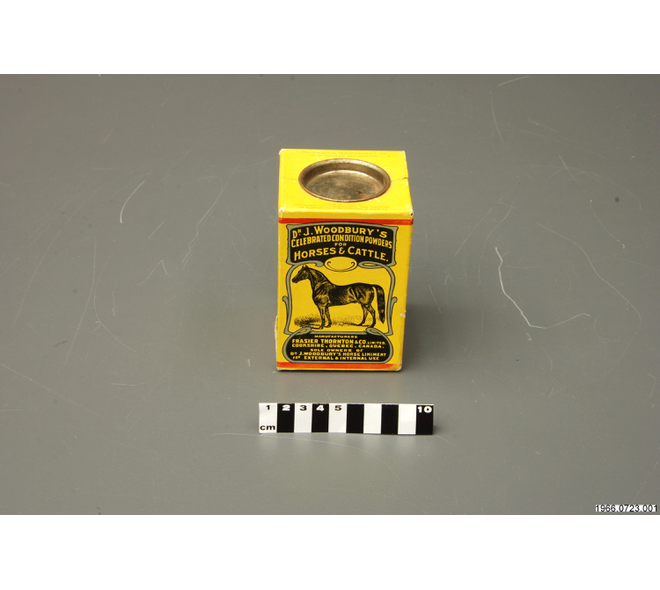 Dr J. WOODBURY'S
CELEBRATED CONDITION POWDERS
FOR
HORSES & CATTLE.
MANUFACTURERS
FRASIER THORNTON & CO. LIMITED
COOKSHIRE, QUEBEC, CANADA.
SOLE OWNERS OF
Dr J. WOODBURY'S HORSE LINIMENT
FOR EXTERNAL & INTERNAL USE
1 2 3 4 5 10
cm
1966.0723.001